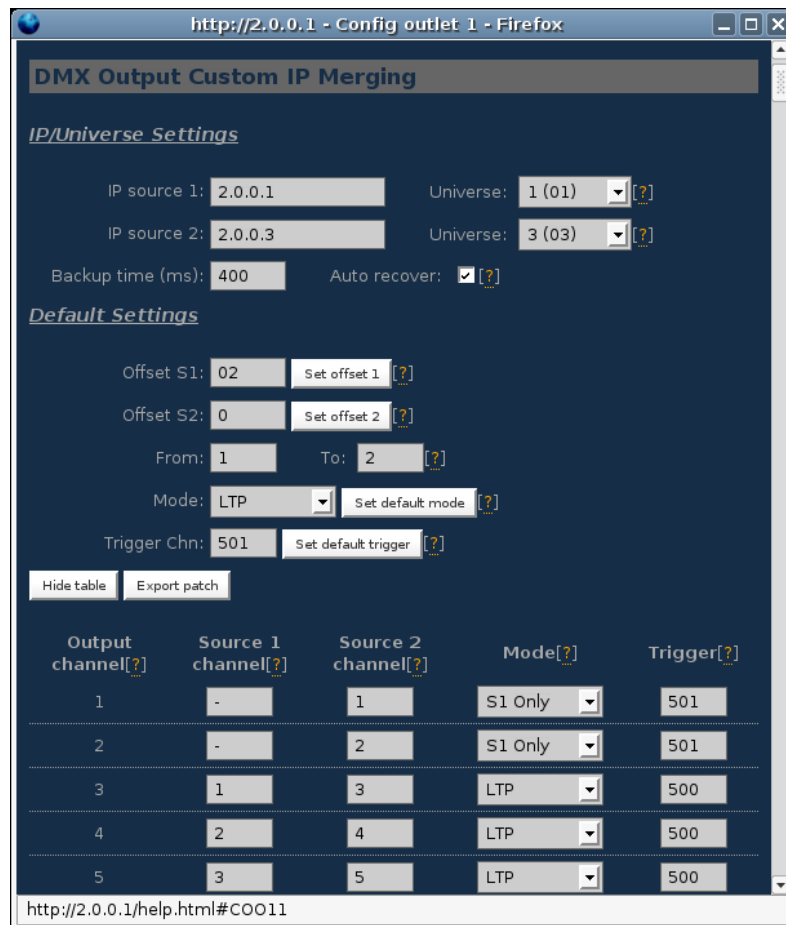 http://2.0.0.1 - Config outlet 1 - Firefox
DMX Output Custom IP Merging
IP/Universe Settings
IP source 1: 2.0.0.1 Universe: 1 (01) [?]
IP source 2: 2.0.0.3 Universe: 3 (03) [?]
Backup time (ms): 400 Auto recover: [?]
Default Settings
Offset S1: 02 Set offset 1 [?]
Offset S2: 0 Set offset 2 [?]
From: 1 To: 2 [?]
Mode: LTP Set default mode [?]
Trigger Chn: 501 Set default trigger [?]
Hide table Export patch
Output channel[?] Source 1 channel[?] Source 2 channel[?] Mode[?] Trigger[?]
1 - 1 S1 Only 501
2 - 2 S1 Only 501
3 1 3 LTP 500
4 2 4 LTP 500
5 3 5 LTP 500
http://2.0.0.1/help.html#COO11